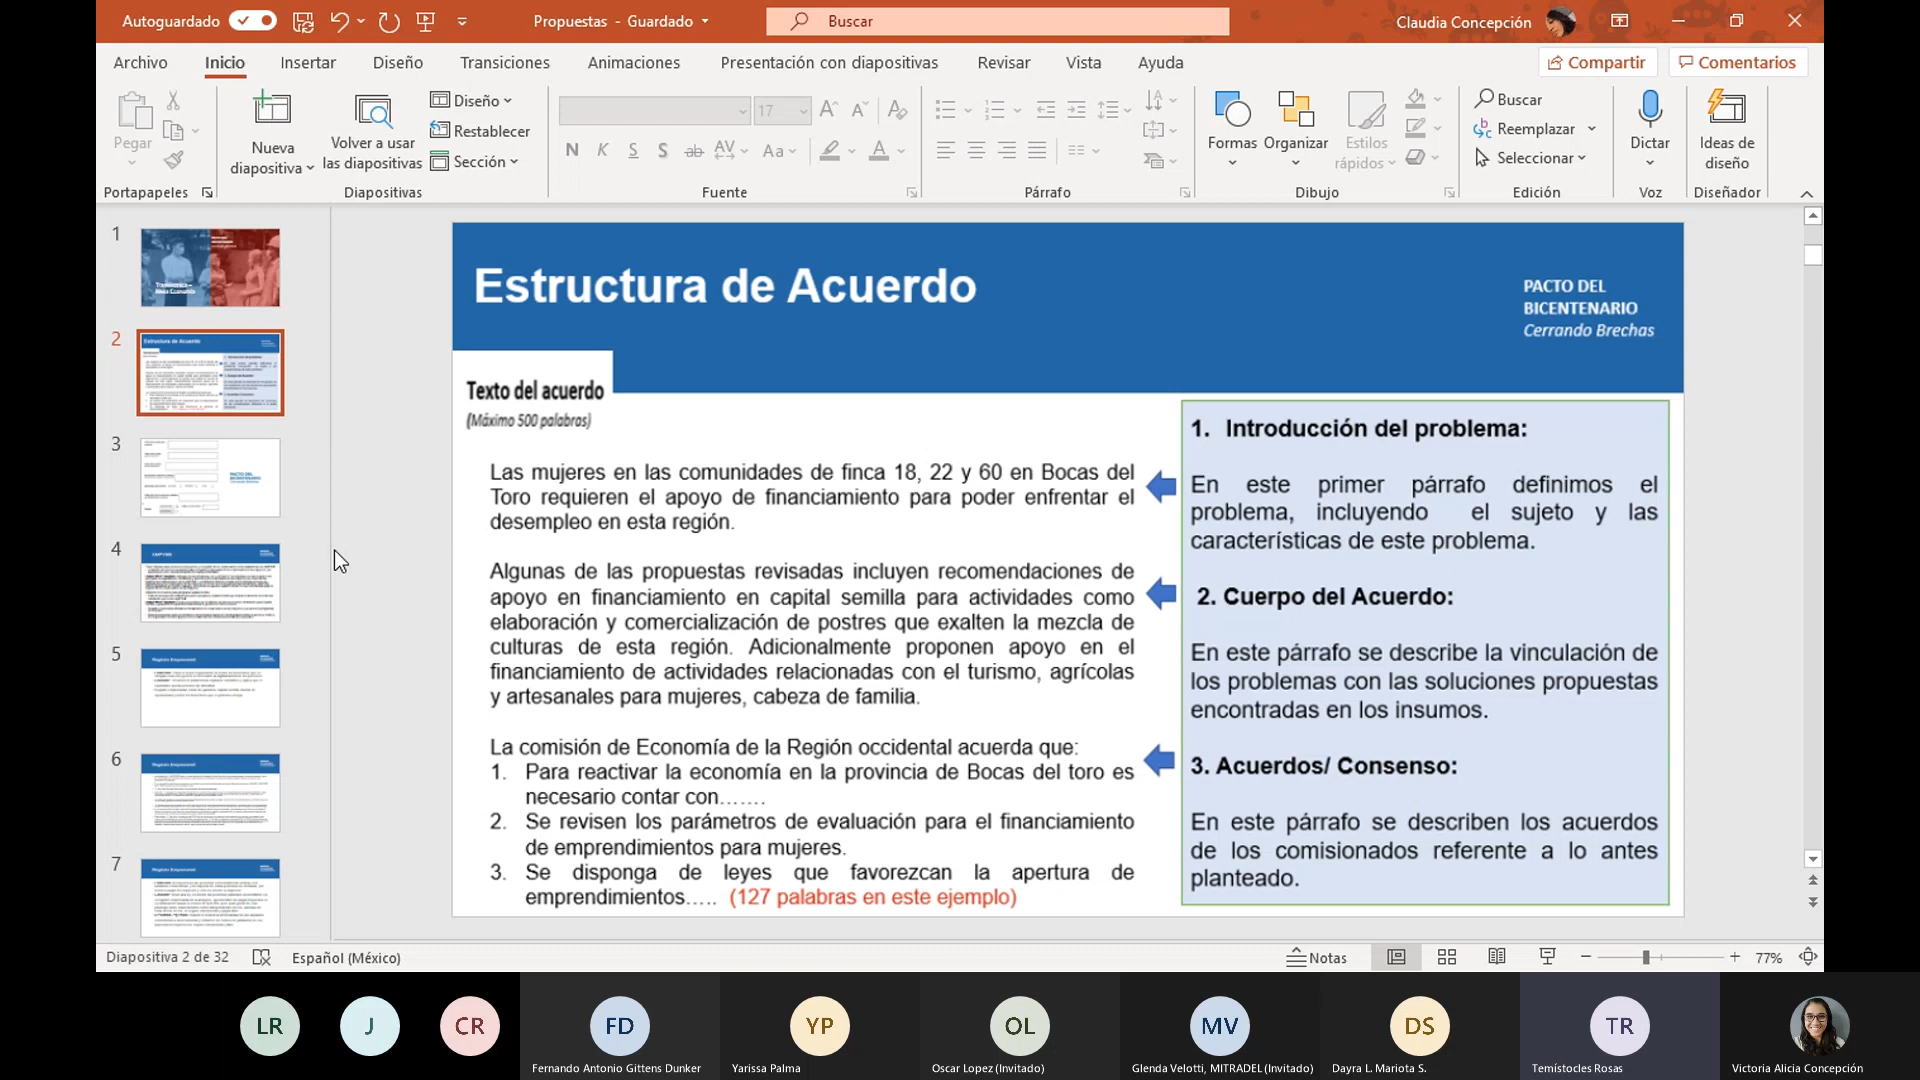 Autoguardado
Propuestas - Guardado
Buscar
Claudia Concepción
Archivo
Inicio
Insertar
Diseño
Transiciones
Animaciones
Presentación con diapositivas
Revisar
Vista
Ayuda
Compartir
Comentarios
Pegar
Nueva
diapositiva
Volver a usar
las diapositivas
Diseño
Restablecer
Sección
17
N K S S ab AV Aa A
Formas
Organizar
Estilos
rápidos
Buscar
Reemplazar
Seleccionar
Dictar
Ideas de
diseño
Portapapeles
Diapositivas
Fuente
Párrafo
Dibujo
Edición
Voz
Diseñador
1
2
3
4
5
6
7
Estructura de Acuerdo
PACTO DEL
BICENTENARIO
Cerrando Brechas
Texto del acuerdo
(Máximo 500 palabras)
Las mujeres en las comunidades de finca 18, 22 y 60 en Bocas del
Toro requieren el apoyo de financiamiento para poder enfrentar el
desempleo en esta región.
Algunas de las propuestas revisadas incluyen recomendaciones de
apoyo en financiamiento en capital semilla para actividades como
elaboración y comercialización de postres que exalten la mezcla de
culturas de esta región. Adicionalmente proponen apoyo en el
financiamiento de actividades relacionadas con el turismo, agrícolas
y artesanales para mujeres, cabeza de familia.
La comisión de Economía de la Región occidental acuerda que:
1. Para reactivar la economía en la provincia de Bocas del toro es
necesario contar con…….
2. Se revisen los parámetros de evaluación para el financiamiento
de emprendimientos para mujeres.
3. Se disponga de leyes que favorezcan la apertura de
emprendimientos….. (127 palabras en este ejemplo)
1. Introducción del problema:
En este primer párrafo definimos el
problema, incluyendo el sujeto y las
características de este problema.
2. Cuerpo del Acuerdo:
En este párrafo se describe la vinculación de
los problemas con las soluciones propuestas
encontradas en los insumos.
3. Acuerdos/ Consenso:
En este párrafo se describen los acuerdos
de los comisionados referente a lo antes
planteado.
Diapositiva 2 de 32
Español (México)
Notas
77%
LR
J
CR
FD
YP
OL
MV
DS
TR
Fernando Antonio Gittens Dunker
Yarissa Palma
Oscar Lopez (Invitado)
Glenda Velotti, MITRADEL (Invitado)
Dayra L. Mariota S.
Temístocles Rosas
Victoria Alicia Concepción